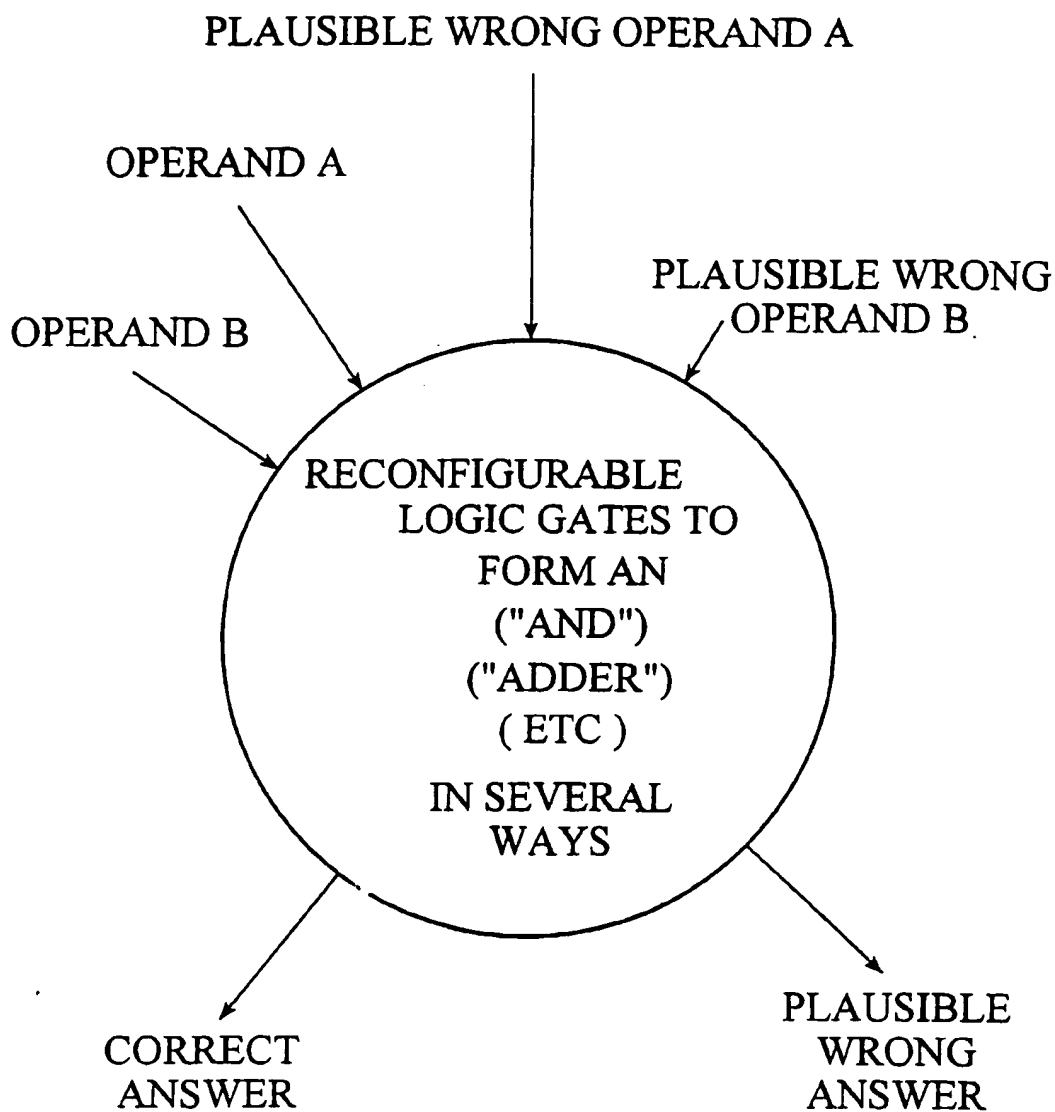 PLAUSIBLE WRONG OPERAND A
OPERAND A
PLAUSIBLE WRONG
OPERAND B
OPERAND B
RECONFIGURABLE
LOGIC GATES TO
FORM AN
("AND")
("ADDER")
( ETC )
IN SEVERAL
WAYS
CORRECT
ANSWER
PLAUSIBLE
WRONG
ANSWER